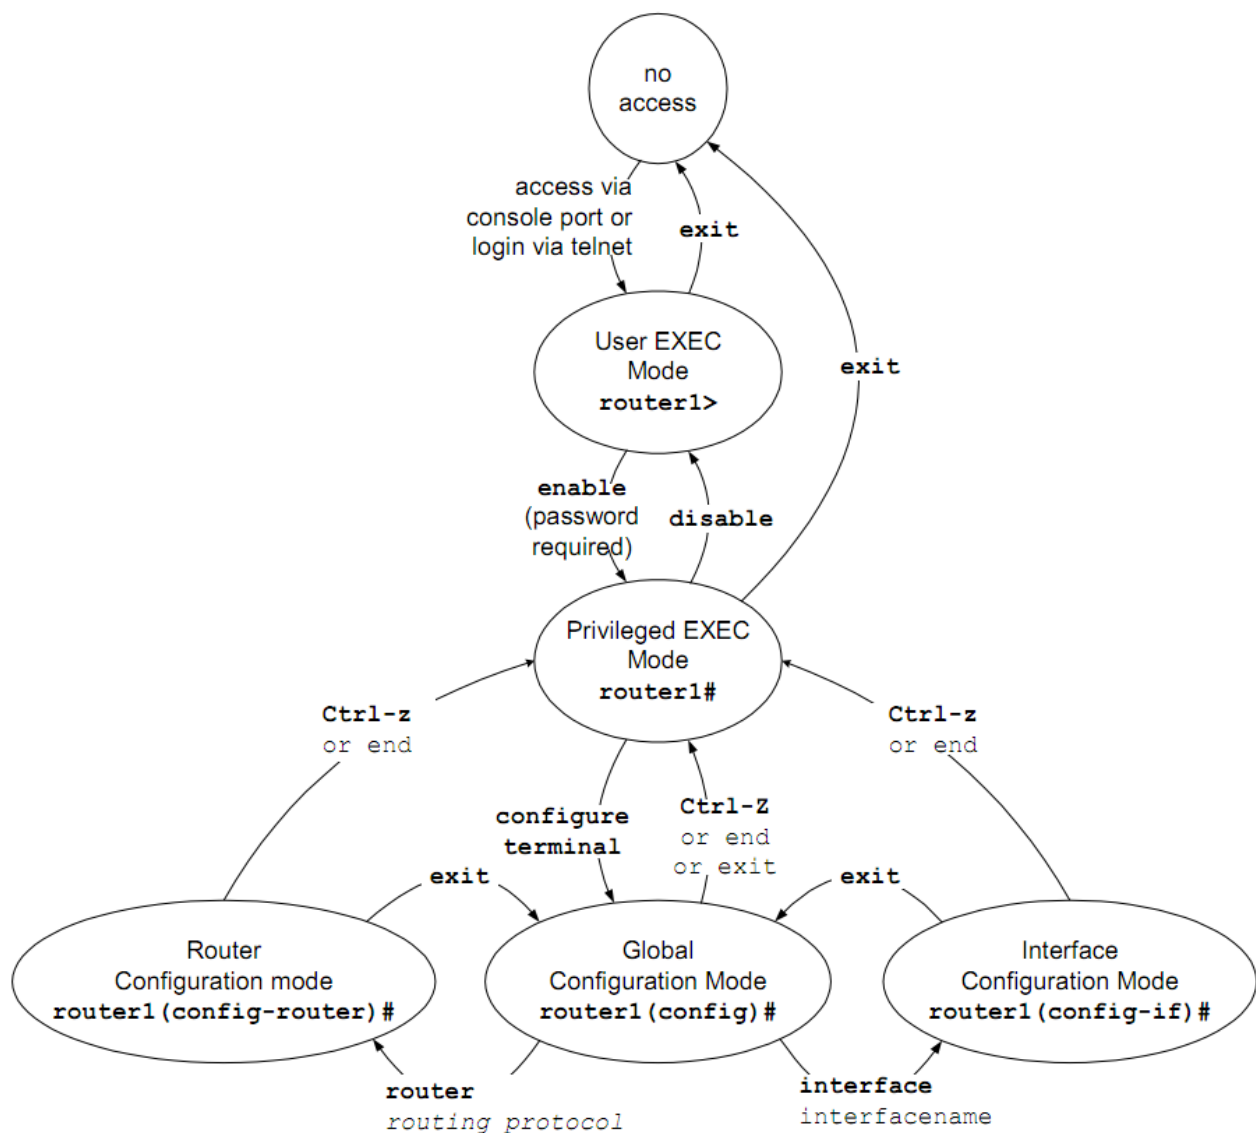 no
access
access via
console port or
login via telnet
exit
User EXEC
Mode
router1>
exit
enable
(password
required)
disable
Privileged EXEC
Mode
router1#
Ctrl-z
or end
Ctrl-z
or end
configure
terminal
Ctrl-Z
or end
or exit
exit
exit
Router
Configuration mode
router1(config-router)#
Global
Configuration Mode
router1(config)#
Interface
Configuration Mode
router1(config-if)#
router
routing protocol
interface
interfacename